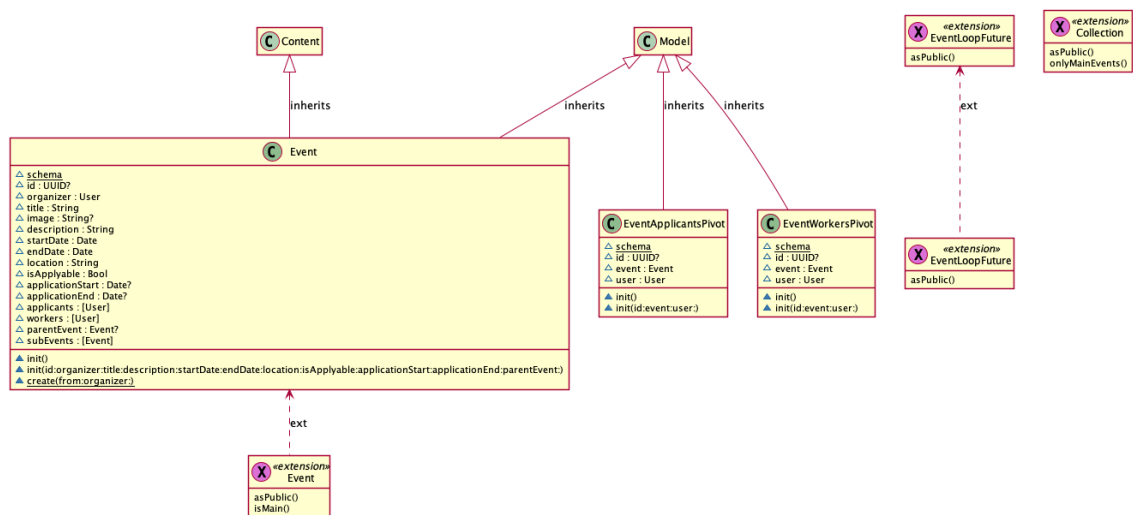 C Content
C Model
X «extension»
EventLoopFuture
asPublic()
X «extension»
Collection
asPublic()
onlyMainEvents()
inherits
inherits
inherits
inherits
ext
C Event
schema
id : UUID?
organizer : User
title : String
image : String?
description : String
startDate : Date
endDate : Date
location : String
isApplyable : Bool
applicationStart : Date?
applicationEnd : Date?
applicants : [User]
workers : [User]
parentEvent : Event?
subEvents : [Event]
init()
init(id:organizer:title:description:startDate:endDate:location:isApplyable:applicationStart:applicationEnd:parentEvent:)
create(from:organizer:)
C EventApplicantsPivot
schema
id : UUID?
event : Event
user : User
init()
init(id:event:user:)
C EventWorkersPivot
schema
id : UUID?
event : Event
user : User
init()
init(id:event:user:)
X «extension»
EventLoopFuture
asPublic()
ext
X «extension»
Event
asPublic()
isMain()